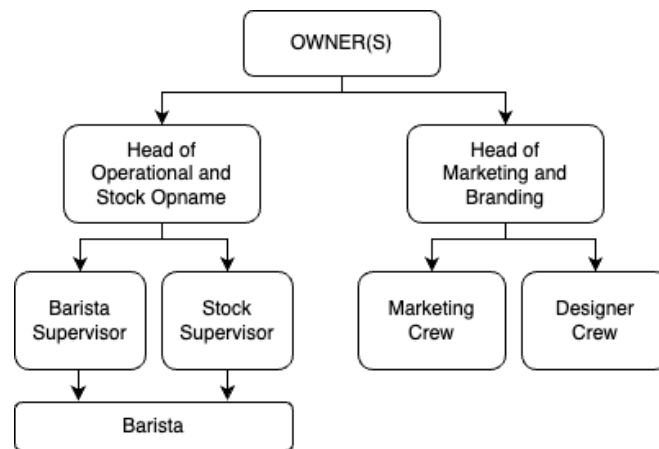 OWNER(S)
Head of
Operational and
Stock Opname
Head of
Marketing and
Branding
Barista
Supervisor
Stock
Supervisor
Marketing
Crew
Designer
Crew
Barista